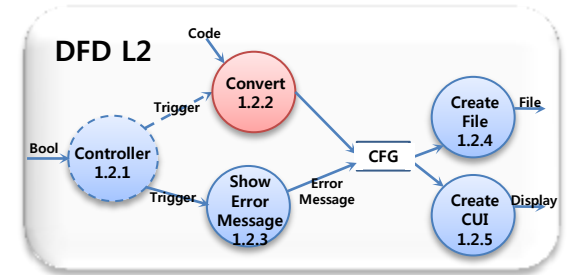 DFD L2
Code
Convert
1.2.2
Trigger
Bool
Controller
1.2.1
Trigger
Show
Error
Message
1.2.3
Error
Message
CFG
Create
File
1.2.4
File
Create
CUI
1.2.5
Display